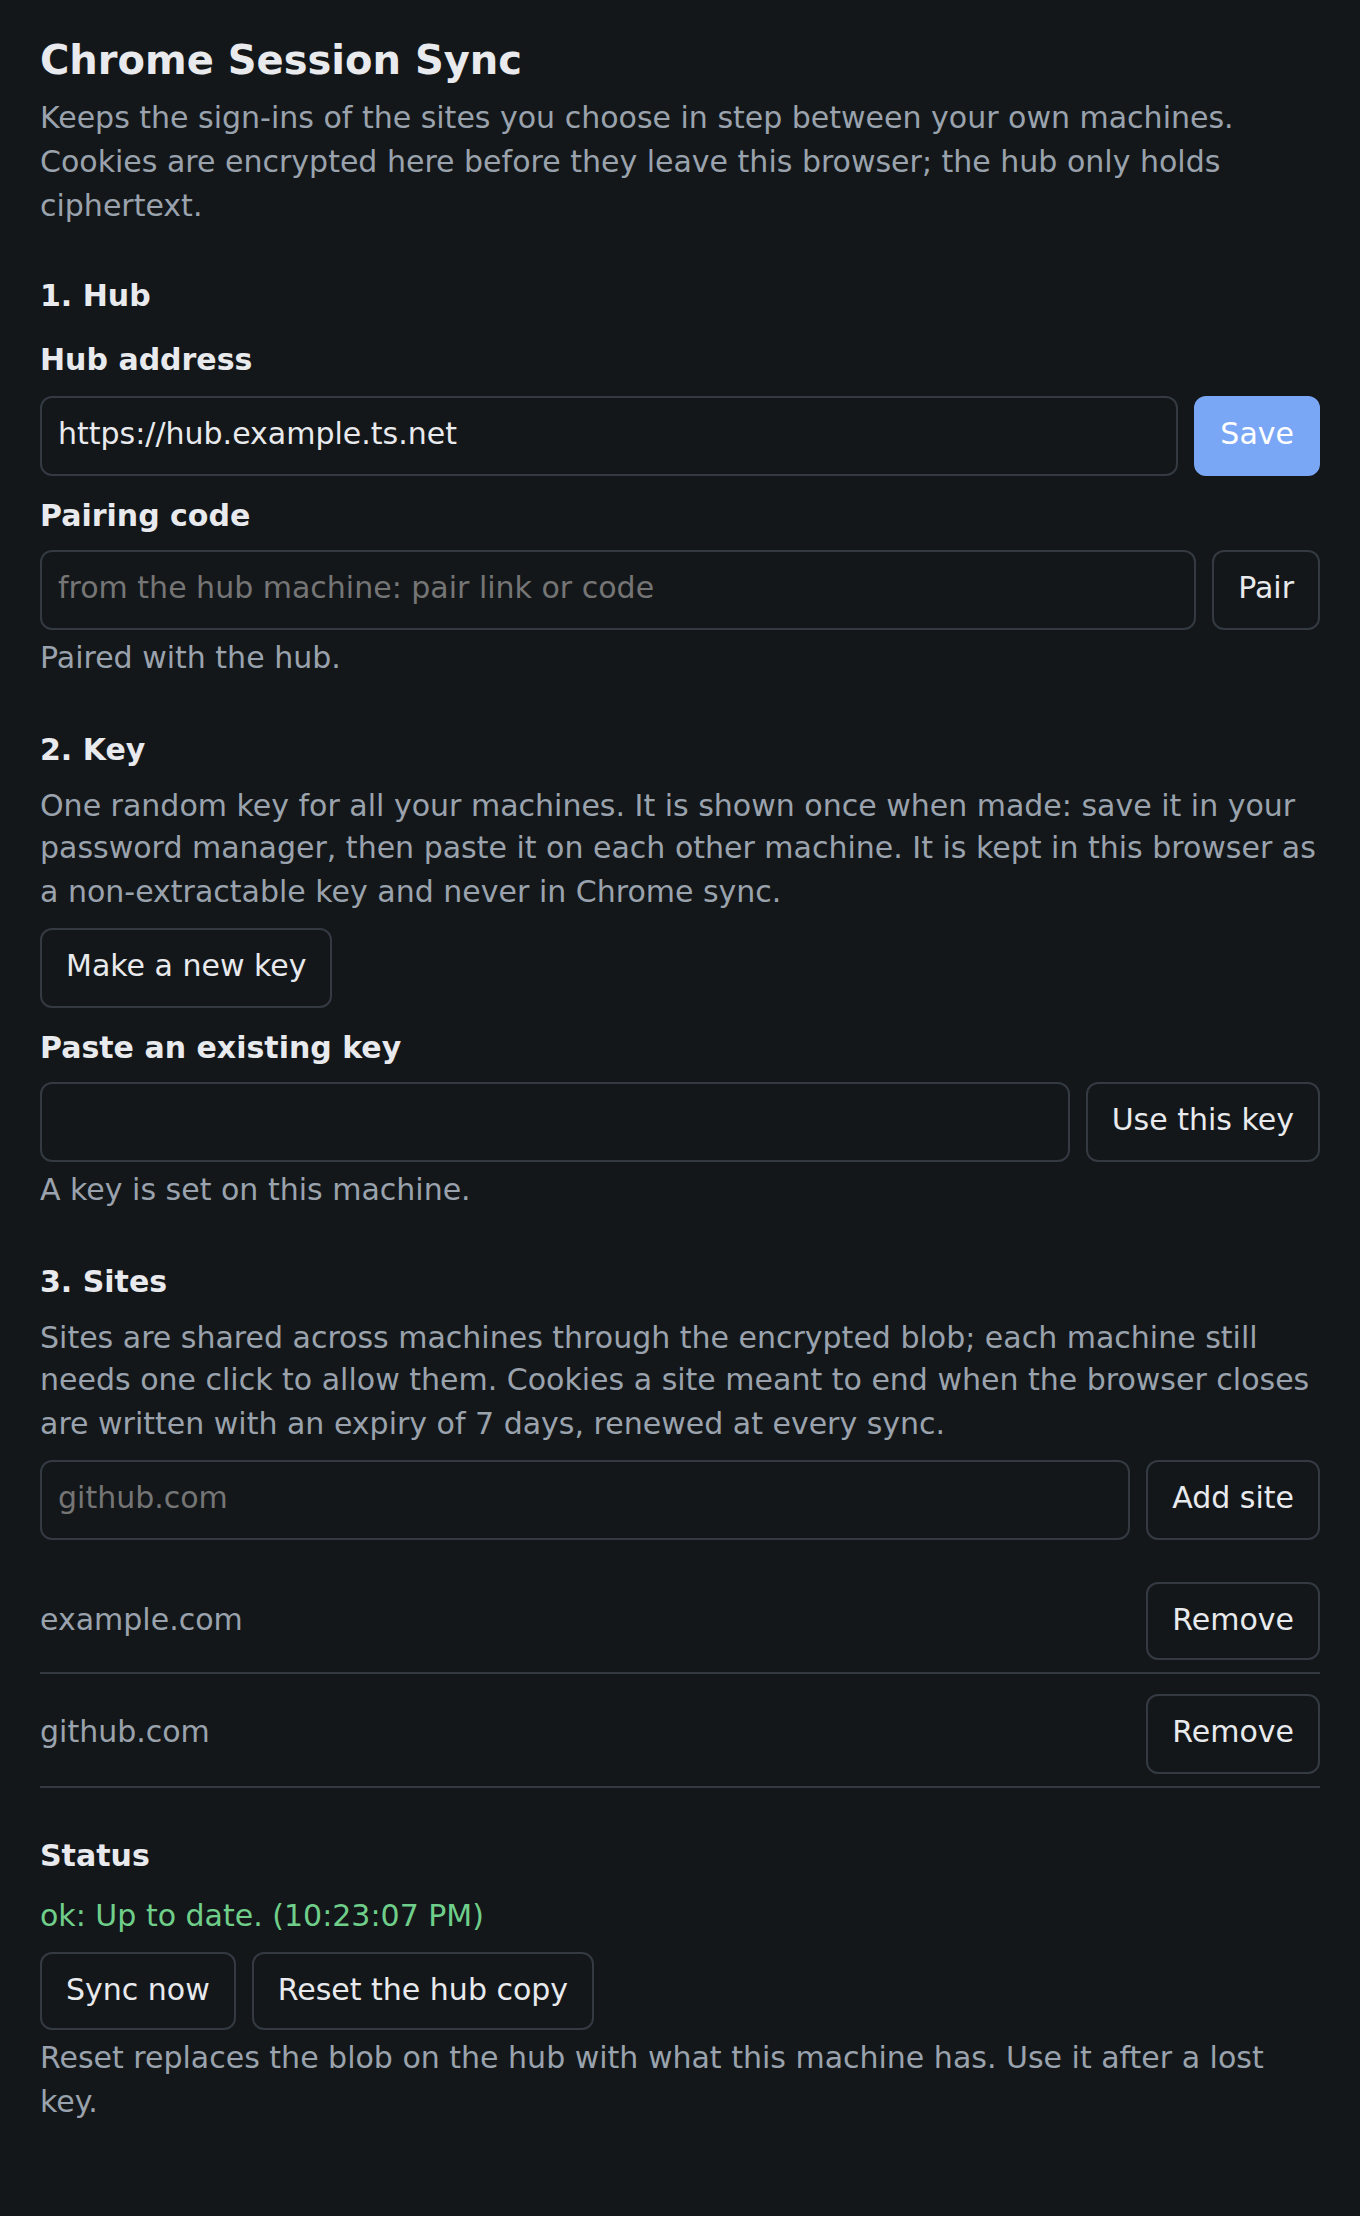 Chrome Session Sync
Keeps the sign-ins of the sites you choose in step between your own machines.
Cookies are encrypted here before they leave this browser; the hub only holds
ciphertext.
1. Hub
Hub address
https://hub.example.ts.net
Save
Pairing code
from the hub machine: pair link or code
Pair
Paired with the hub.
2. Key
One random key for all your machines. It is shown once when made: save it in your
password manager, then paste it on each other machine. It is kept in this browser as
a non-extractable key and never in Chrome sync.
Make a new key
Paste an existing key
Use this key
A key is set on this machine.
3. Sites
Sites are shared across machines through the encrypted blob; each machine still
needs one click to allow them. Cookies a site meant to end when the browser closes
are written with an expiry of 7 days, renewed at every sync.
github.com
Add site
example.com
Remove
github.com
Remove
Status
ok: Up to date. (10:23:07 PM)
Sync now
Reset the hub copy
Reset replaces the blob on the hub with what this machine has. Use it after a lost
key.